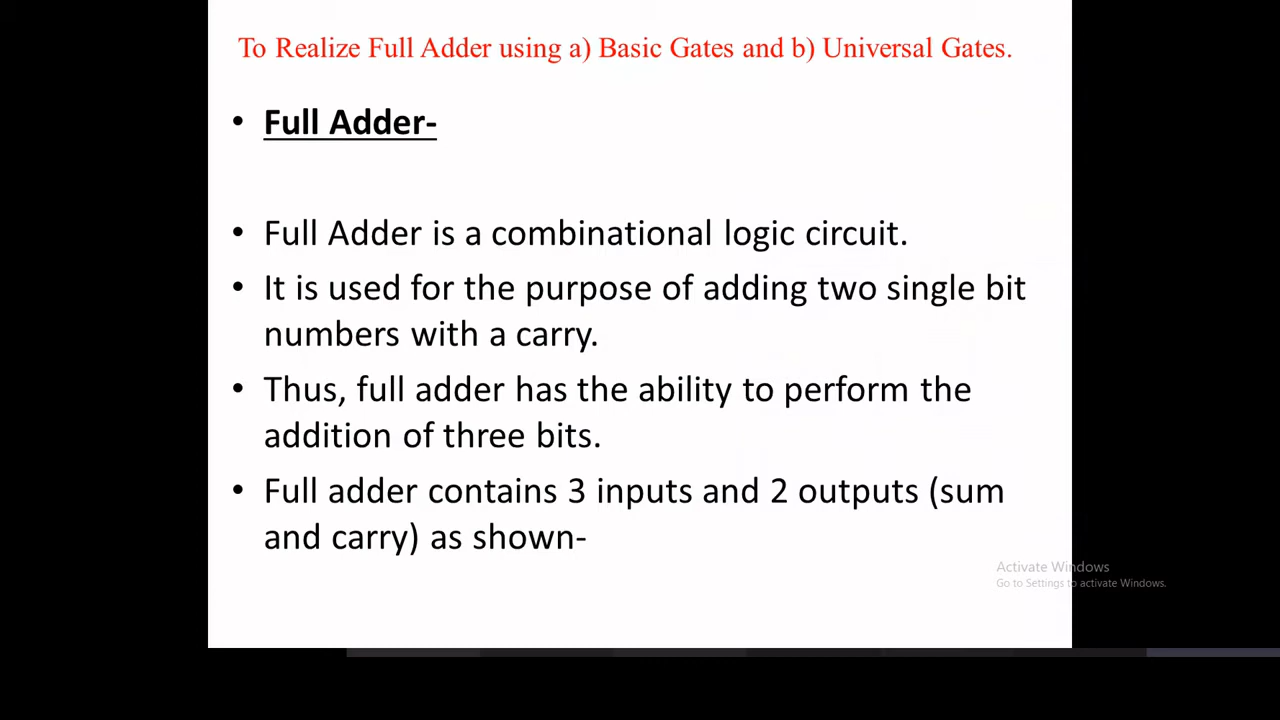 To Realize Full Adder using a) Basic Gates and b) Universal Gates.
• Full Adder-
• Full Adder is a combinational logic circuit.
• It is used for the purpose of adding two single bit
numbers with a carry.
• Thus, full adder has the ability to perform the
addition of three bits.
• Full adder contains 3 inputs and 2 outputs (sum
and carry) as shown-
Activate Windows
Go to Settings to activate Windows.